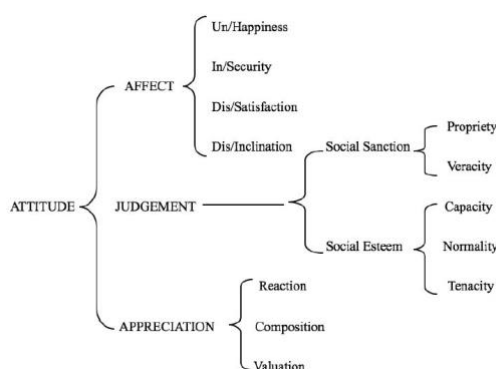 Un/Happiness
In/Security
AFFECT
Dis/Satisfaction
Dis/Inclination
Social Sanction
Propriety
Veracity
ATTITUDE
JUDGEMENT
Social Esteem
Capacity
Normality
Tenacity
Reaction
APPRECIATION
Composition
Valuation